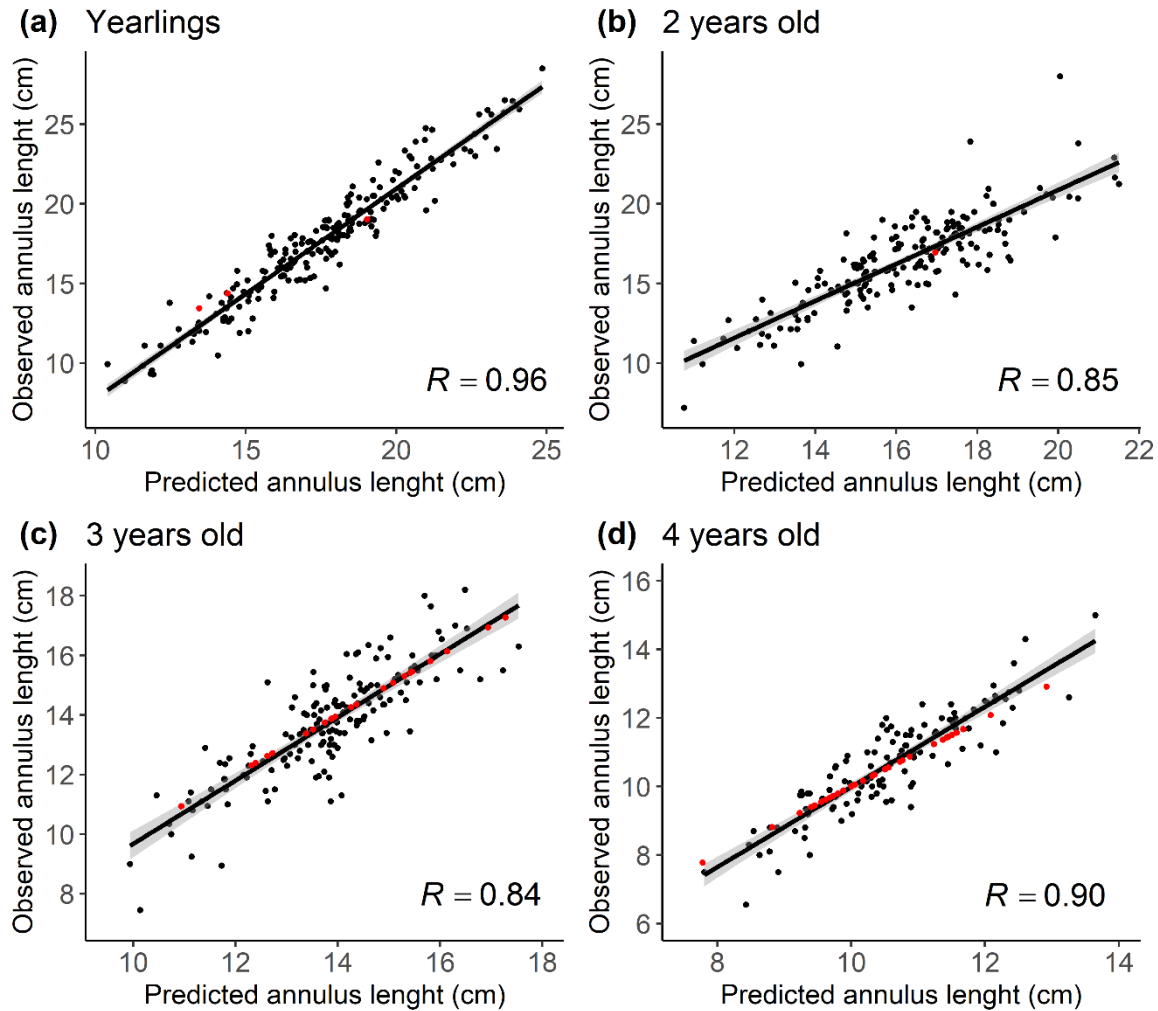 (a) Yearlings
Observed annulus lenght (cm)
25
20
15
10
R = 0.96
10 15 20 25
Predicted annulus lenght (cm)
(b) 2 years old
Observed annulus lenght (cm)
25
20
15
10
R = 0.85
12 14 16 18 20 22
Predicted annulus lenght (cm)
(c) 3 years old
Observed annulus lenght (cm)
18
16
14
12
10
8
R = 0.84
10 12 14 16 18
Predicted annulus lenght (cm)
(d) 4 years old
Observed annulus lenght (cm)
16
14
12
10
8
6
R = 0.90
8 10 12 14
Predicted annulus lenght (cm)